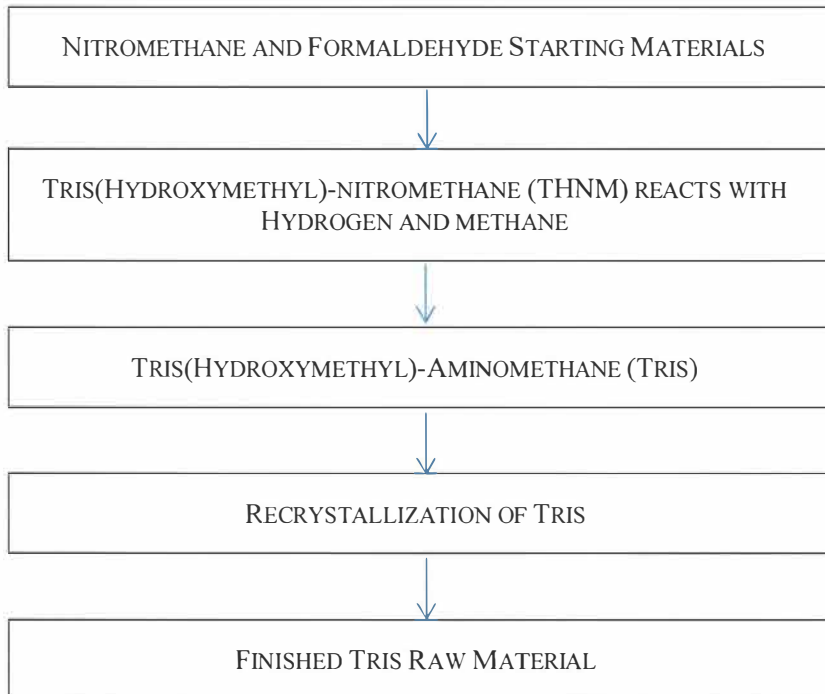 NITROMETHANE AND FORMALDEHYDE STARTING MATERIALS
TRIS(HYDROXYMETHYL)-NITROMETHANE (THNM) REACTS WITH
HYDROGEN AND METHANE
TRIS(HYDROXYMETHYL)-AMINOMETHANE (TRIS)
RECRYSTALLIZATION OF TRIS
FINISHED TRIS RAW MATERIAL